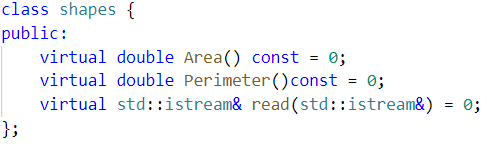 class shapes {
public:
    virtual double Area() const = 0;
    virtual double Perimeter()const = 0;
    virtual std::istream& read(std::istream&) = 0;
};